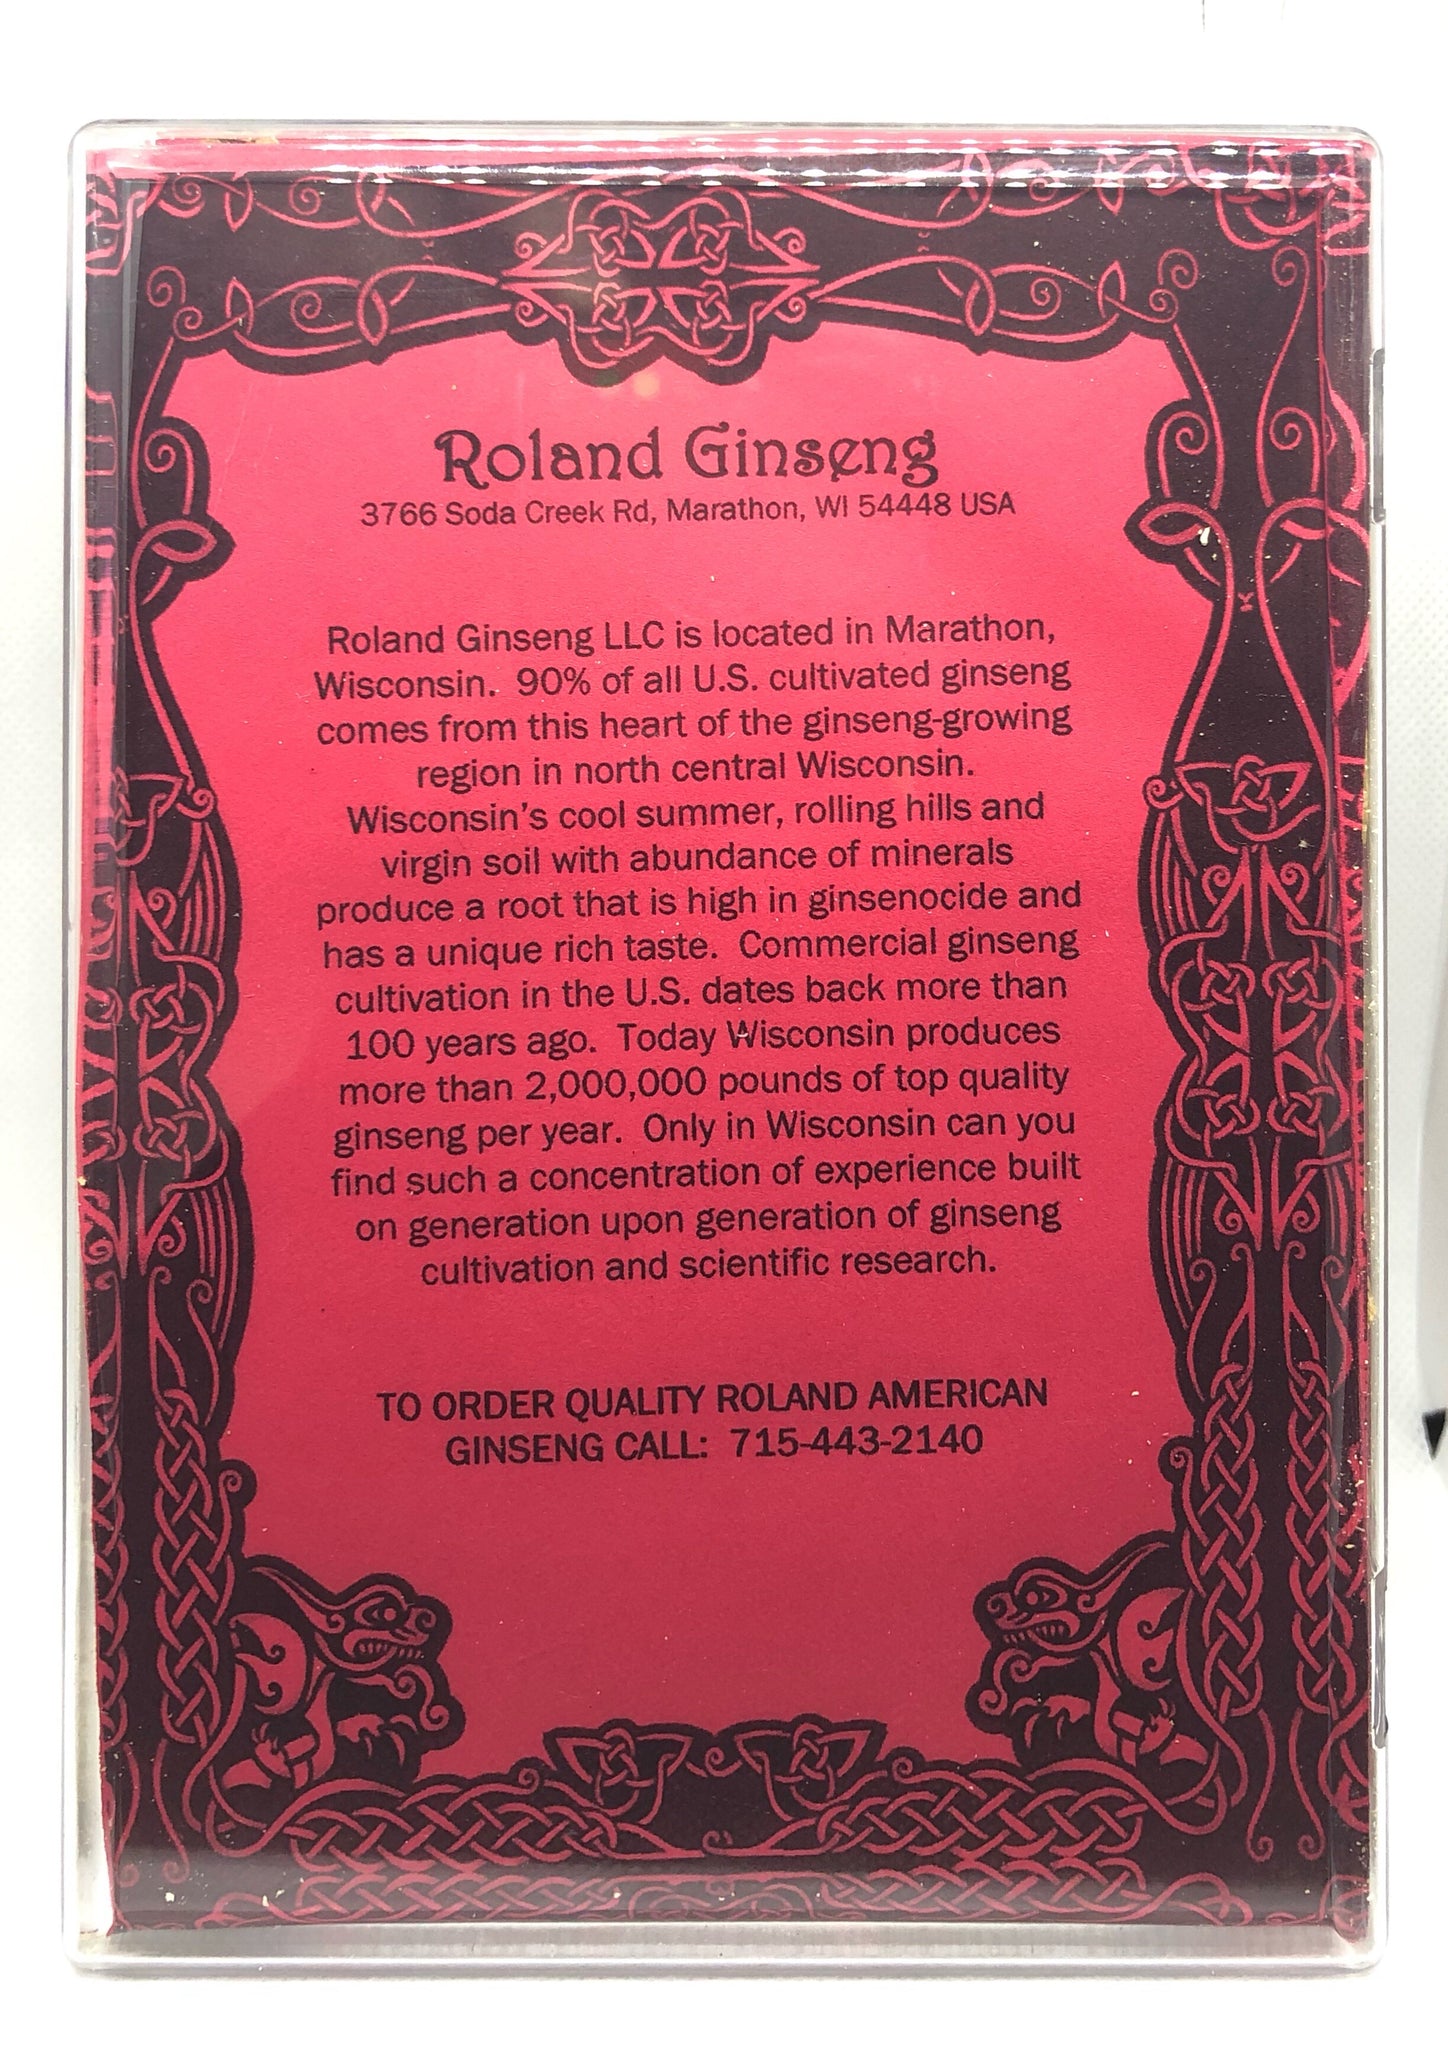 Roland Ginseng
3766 Soda Creek Rd, Marathon, WI 54448 USA
Roland Ginseng LLC is located in Marathon,
Wisconsin.  90% of all U.S. cultivated ginseng
comes from this heart of the ginseng-growing
region in north central Wisconsin.
Wisconsin's cool summer, rolling hills and
virgin soil with abundance of minerals
produce a root that is high in ginsenocide and
has a unique rich taste.  Commercial ginseng
cultivation in the U.S. dates back more than
100 years ago.  Today Wisconsin produces
more than 2,000,000 pounds of top quality
ginseng per year.  Only in Wisconsin can you
find such a concentration of experience built
on generation upon generation of ginseng
cultivation and scientific research.
TO ORDER QUALITY ROLAND AMERICAN
GINSENG CALL:  715-443-2140